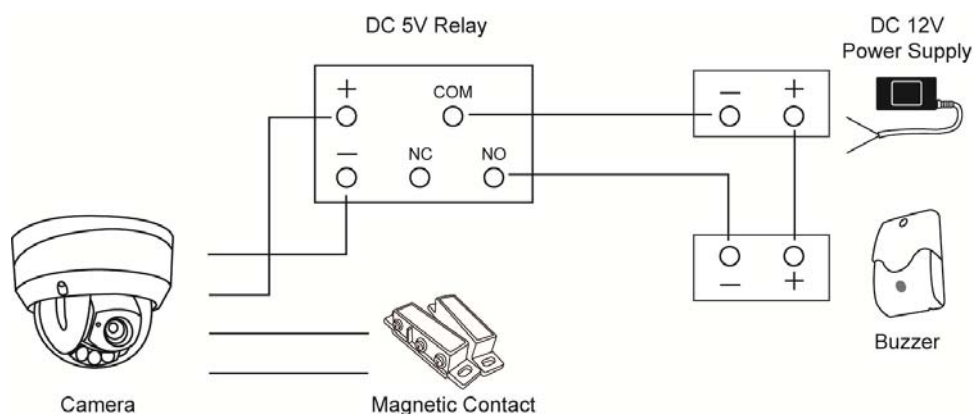 DC 5V Relay
DC 12V
Power Supply
+
COM
—
+
—
NC
NO
—
+
Buzzer
Camera
Magnetic Contact